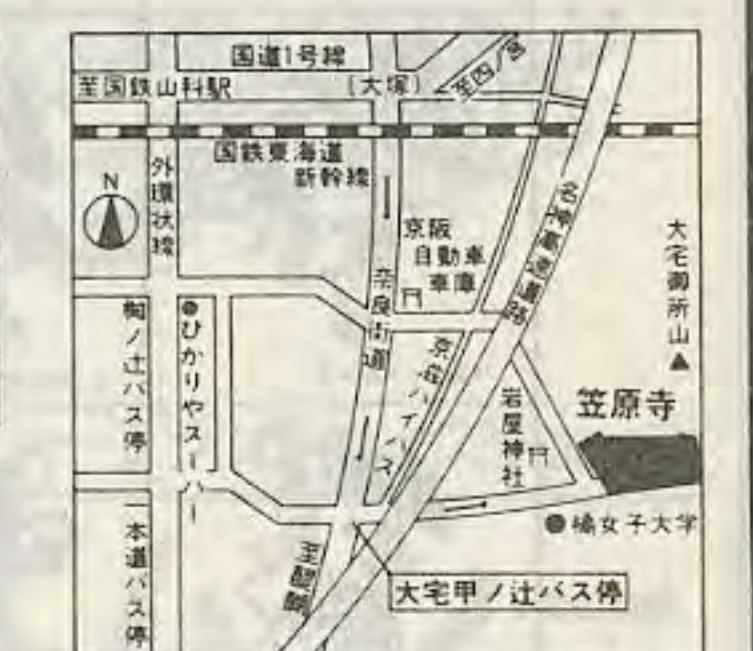 国道1号線
至国鉄山科駅
(大塚)
至四ノ宮
国鉄東海道
新幹線
外環状線
N
京阪
自動車
車庫
名神高速道路
大宅御所山
奈良街道
ひかりやスーパー
椥ノ辻バス停
京滋バイパス
岩屋神社
笠原寺
橘女子大学
一本道バス停
至醍醐
大宅甲ノ辻バス停